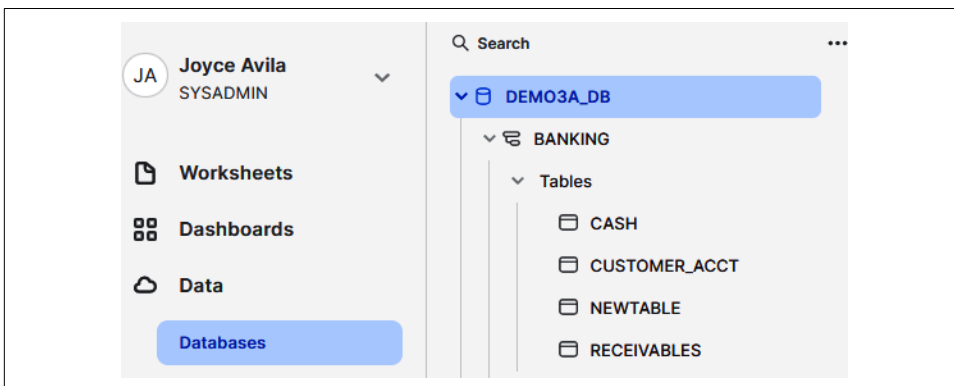 JA
Joyce Avila
SYSADMIN
Worksheets
Dashboards
Data
Databases
Search
DEMO3A_DB
BANKING
Tables
CASH
CUSTOMER_ACCT
NEWTABLE
RECEIVABLES